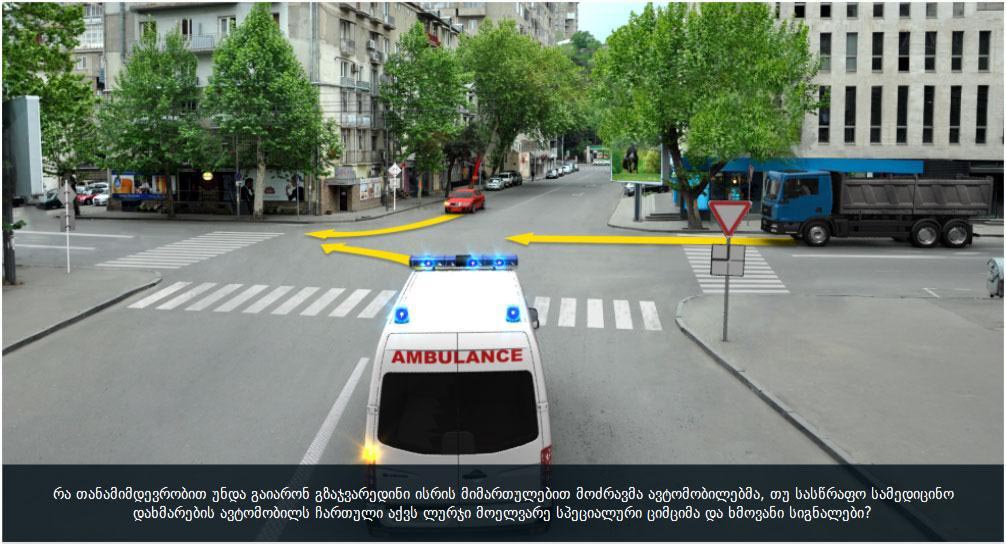 AMBULANCE
რა თანამიმდევრობით უნდა გაიარონ გზაჯვარედინი ისრის მიმართულებით მოძრავმა ავტომობილებმა, თუ სასწრაფო სამედიცინო
დახმარების ავტომობილს ჩართული აქვს ლურჯი მოელვარე სპეციალური ციმციმა და ხმოვანი სიგნალები?